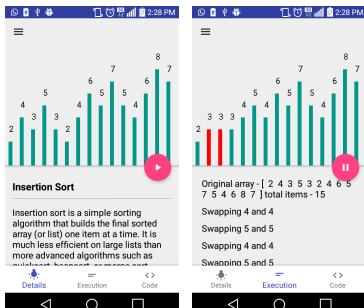 2:28 PM
2:28 PM
8
7 7
6 6
5 5 5
4 4
3 3
2 2
8
7 7
6 6
5 5 5
4 4
3 3 3
2
Insertion Sort
Insertion sort is a simple sorting
algorithm that builds the final sorted
array (or list) one item at a time. It is
much less efficient on large lists than
more advanced algorithms such as
Details
Execution
Code
Original array - [ 2 4 3 5 3 2 4 6 5
7 5 4 6 8 7 ] total items - 15
Swapping 4 and 4
Swapping 5 and 5
Swapping 4 and 4
Swapping 5 and 5
Details
Execution
Code